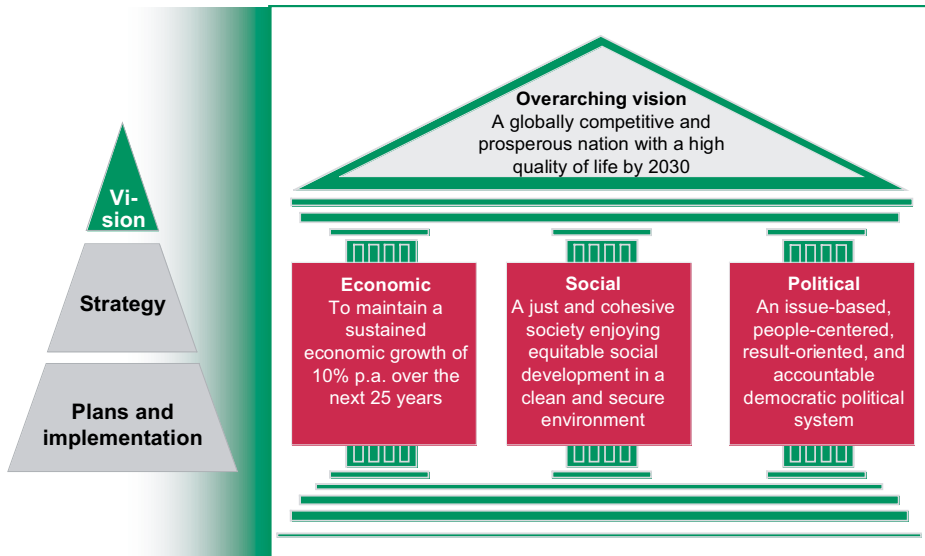 Vi-
sion
Strategy
Plans and
implementation
Overarching vision
A globally competitive and
prosperous nation with a high
quality of life by 2030
Economic
To maintain a
sustained
economic growth of
10% p.a. over the
next 25 years
Social
A just and cohesive
society enjoying
equitable social
development in a
clean and secure
environment
Political
An issue-based,
people-centered,
result-oriented, and
accountable
democratic political
system